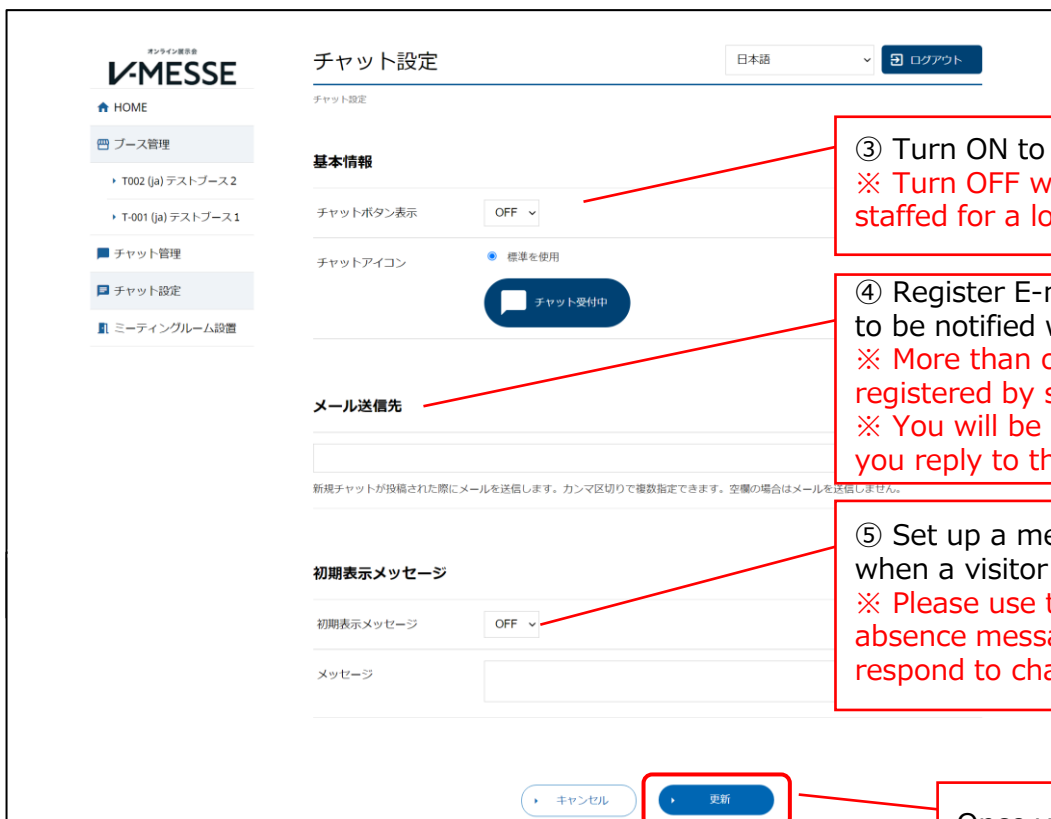 オンライン展示会
V-MESSE
HOME
ブース管理
T002 (ja) テストブース 2
T-001 (ja) テストブース 1
チャット管理
チャット設定
ミーティングルーム設置
チャット設定
日本語
ログアウト
チャット設定
基本情報
チャットボタン表示
OFF
チャットアイコン
標準を使用
チャット受付中
メール送信先
新規チャットが投稿された際にメールを送信します。カンマ区切りで複数指定できます。空欄の場合はメールを送信しません。
初期表示メッセージ
初期表示メッセージ
OFF
メッセージ
キャンセル
更新
③ Turn ON to
※ Turn OFF w
staffed for a lo
④ Register E-
to be notified
※ More than
registered by s
※ You will be
you reply to th
⑤ Set up a me
when a visitor
※ Please use t
absence messa
respond to cha
Once